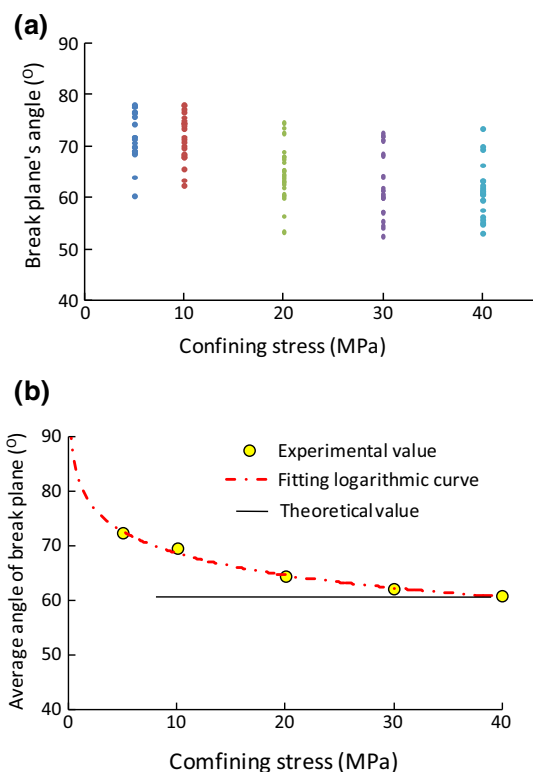 (a)
90
80
70
60
50
40
0
10
20
30
40
Break plane's angle (O)
Confining stress (MPa)
(b)
90
80
70
60
50
40
0
10
20
30
40
Average angle of break plane (O)
Experimental value
Fitting logarithmic curve
Theoretical value
Comfining stress (MPa)